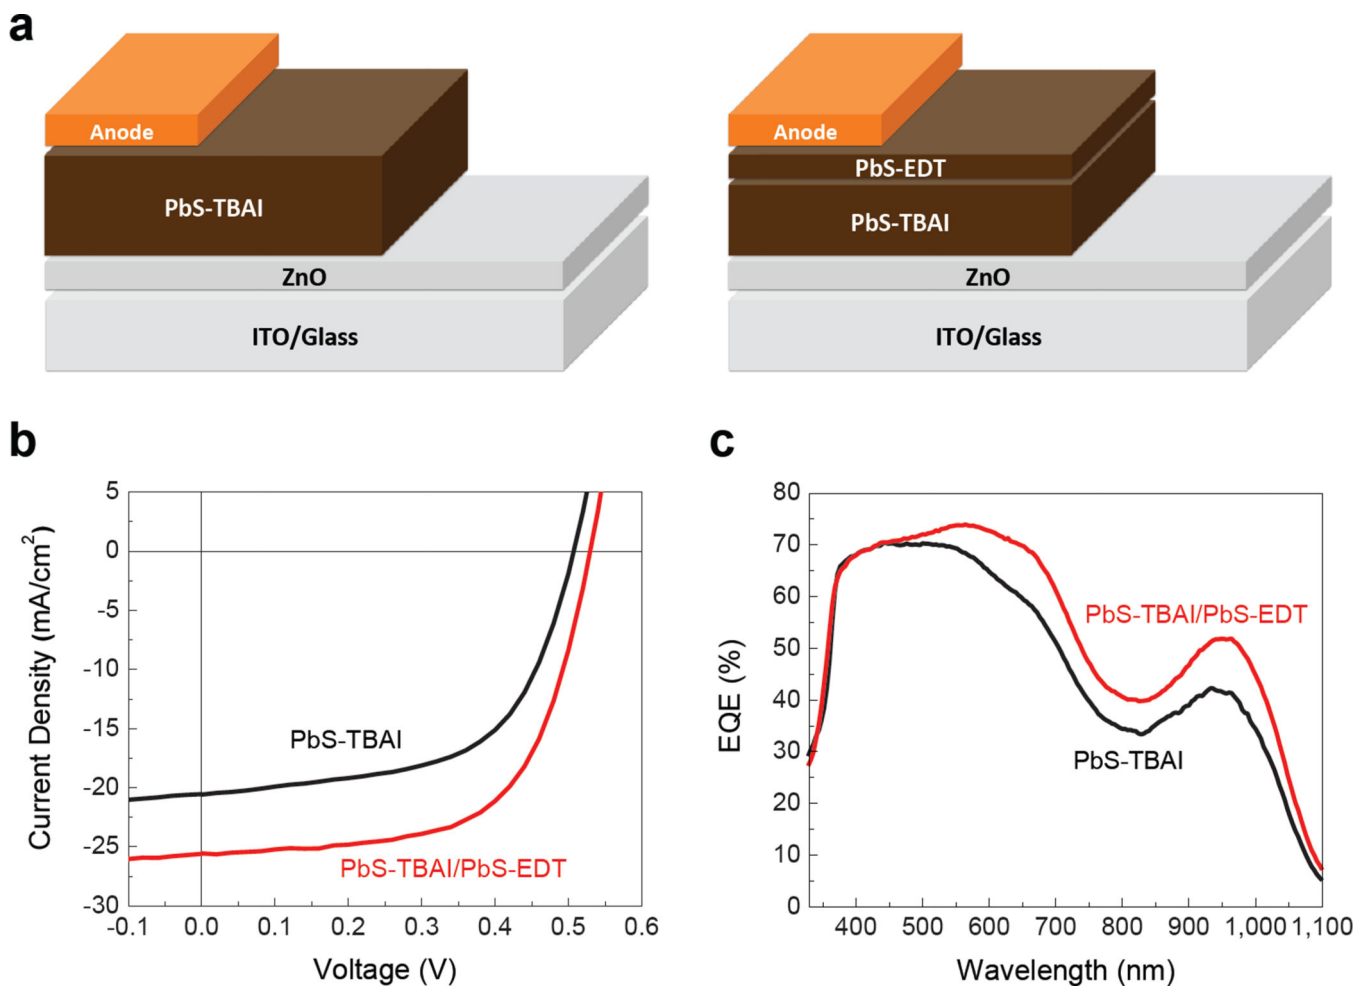 a
Anode
PbS-TBAI
ZnO
ITO/Glass
Anode
PbS-EDT
PbS-TBAI
ZnO
ITO/Glass
b
5
0
-5
-10
-15
-20
-25
-30
-0.1 0.0 0.1 0.2 0.3 0.4 0.5 0.6
Current Density (mA/cm²)
Voltage (V)
PbS-TBAI
PbS-TBAI/PbS-EDT
c
80
70
60
50
40
30
20
10
0
400 500 600 700 800 900 1,000 1,100
EQE (%)
Wavelength (nm)
PbS-TBAI/PbS-EDT
PbS-TBAI